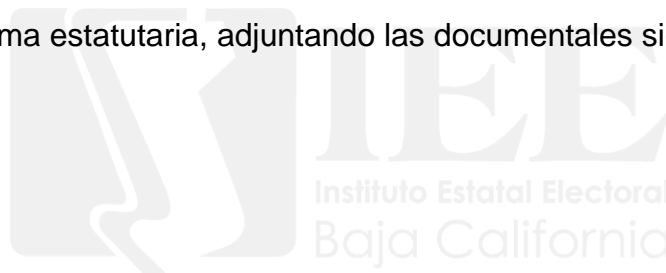 ma estatutaria, adjuntando las documentales si
IEE
Instituto Estatal Electoral
Baja California